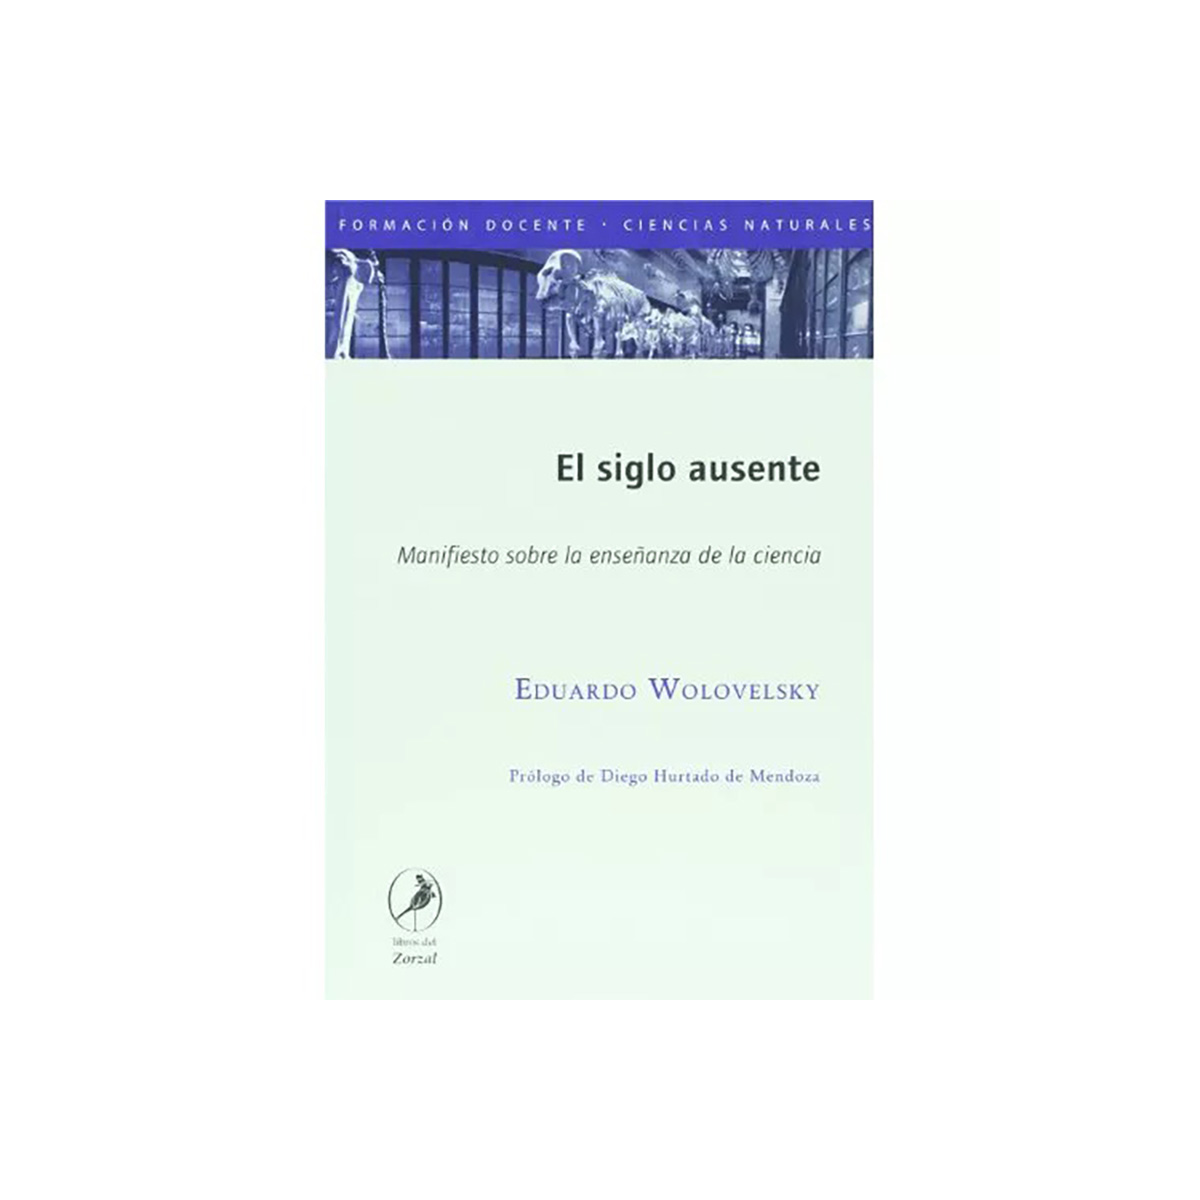 FORMACIÓN DOCENTE · CIENCIAS NATURALES
El siglo ausente
Manifiesto sobre la enseñanza de la ciencia
EDUARDO WOLOVELSKY
Prólogo de Diego Hurtado de Mendoza
libros del
Zorzal